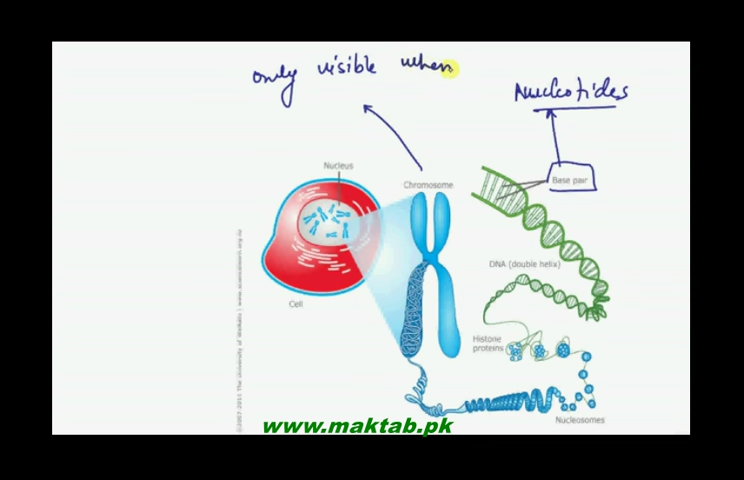 only visible when
Nucleotides
Nucleus
Chromosome
Base pair
DNA (double helix)
Cell
Histone
proteins
Nucleosomes
www.maktab.pk